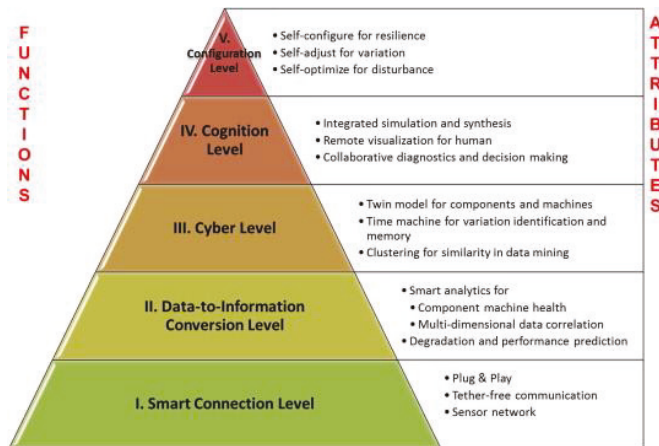 FUNCTIONS
ATTRIBUTES
V.
Configuration
Level
• Self-configure for resilience
• Self-adjust for variation
• Self-optimize for disturbance
IV. Cognition
Level
• Integrated simulation and synthesis
• Remote visualization for human
• Collaborative diagnostics and decision making
III. Cyber Level
• Twin model for components and machines
• Time machine for variation identification and
memory
• Clustering for similarity in data mining
II. Data-to-Information
Conversion Level
• Smart analytics for
• Component machine health
• Multi-dimensional data correlation
• Degradation and performance prediction
I. Smart Connection Level
• Plug & Play
• Tether-free communication
• Sensor network